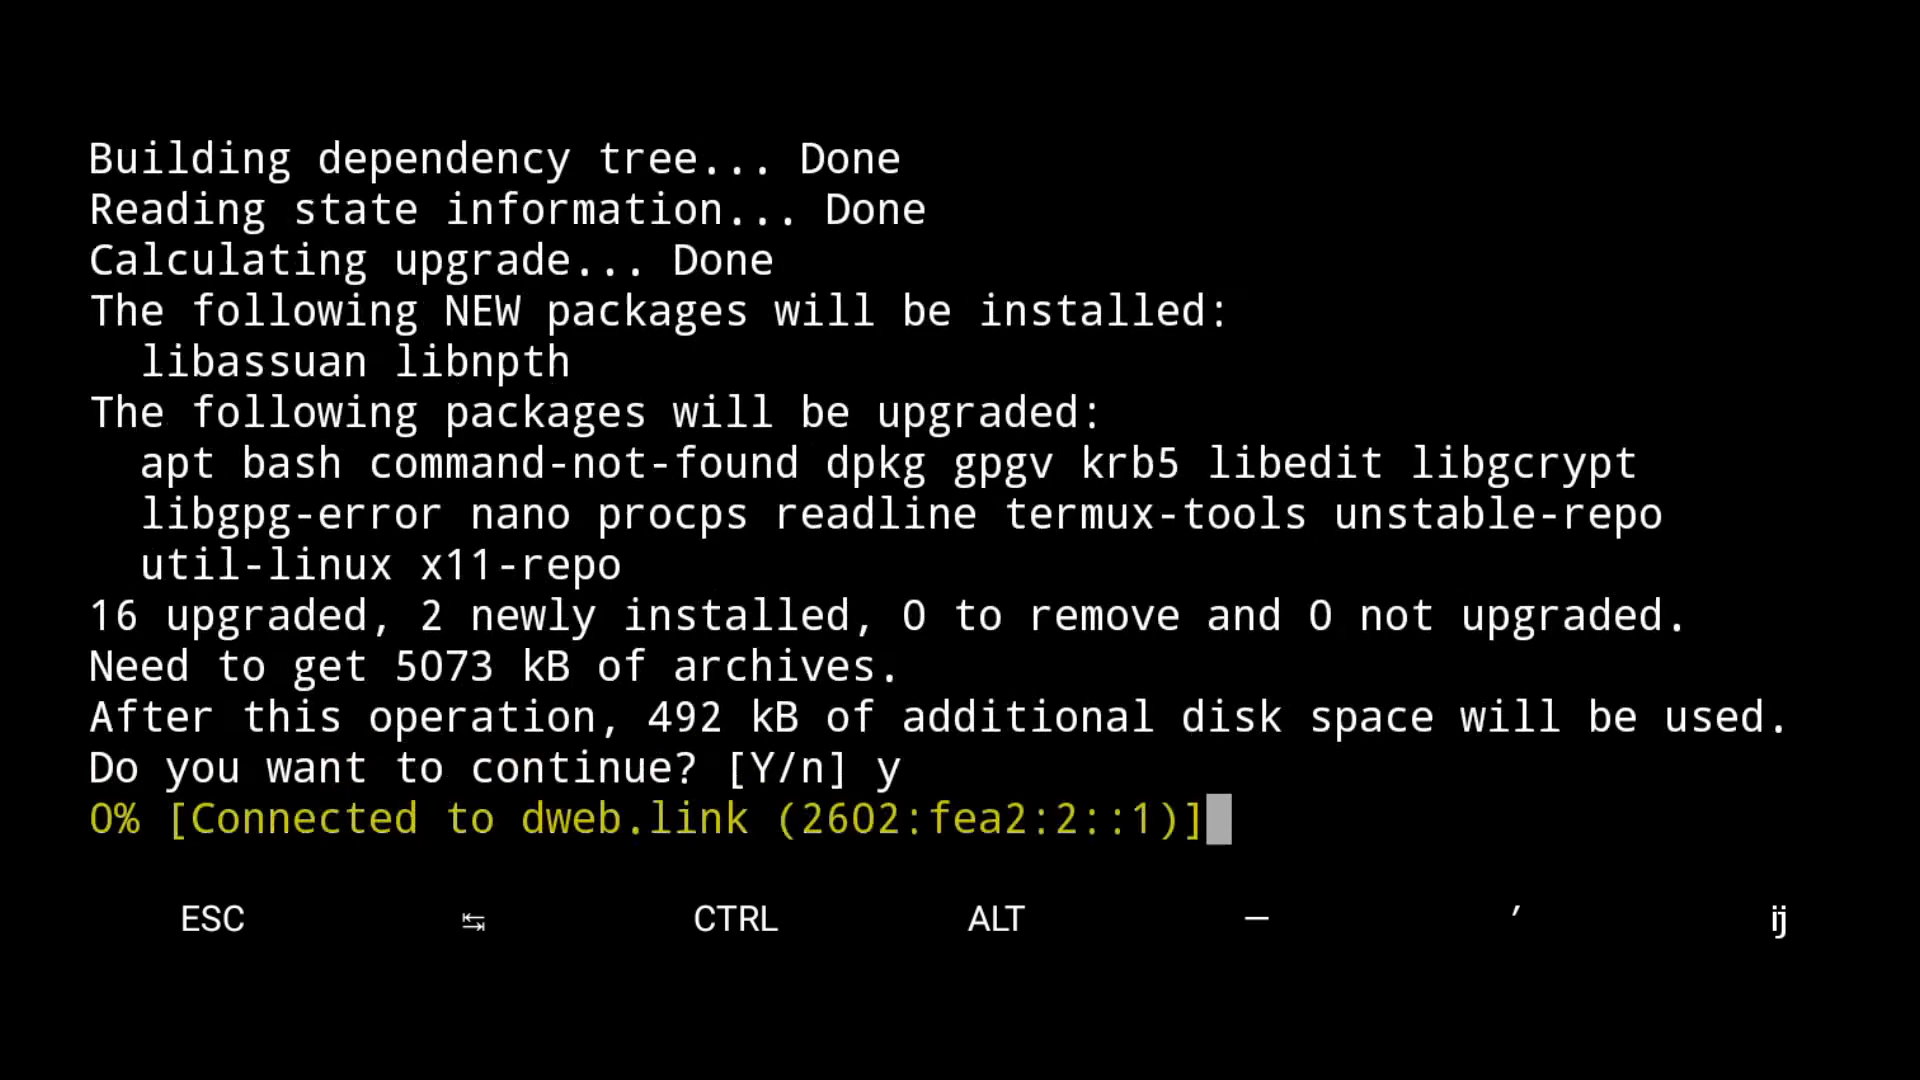 Building dependency tree... Done
Reading state information... Done
Calculating upgrade... Done
The following NEW packages will be installed:
  libassuan libnpth
The following packages will be upgraded:
  apt bash command-not-found dpkg gpgv krb5 libedit libgcrypt
  libgpg-error nano procps readline termux-tools unstable-repo
  util-linux x11-repo
16 upgraded, 2 newly installed, 0 to remove and 0 not upgraded.
Need to get 5073 kB of archives.
After this operation, 492 kB of additional disk space will be used.
Do you want to continue? [Y/n] y
0% [Connected to dweb.link (2602:fea2:2::1)]
ESC ↹ CTRL ALT — ′ ij